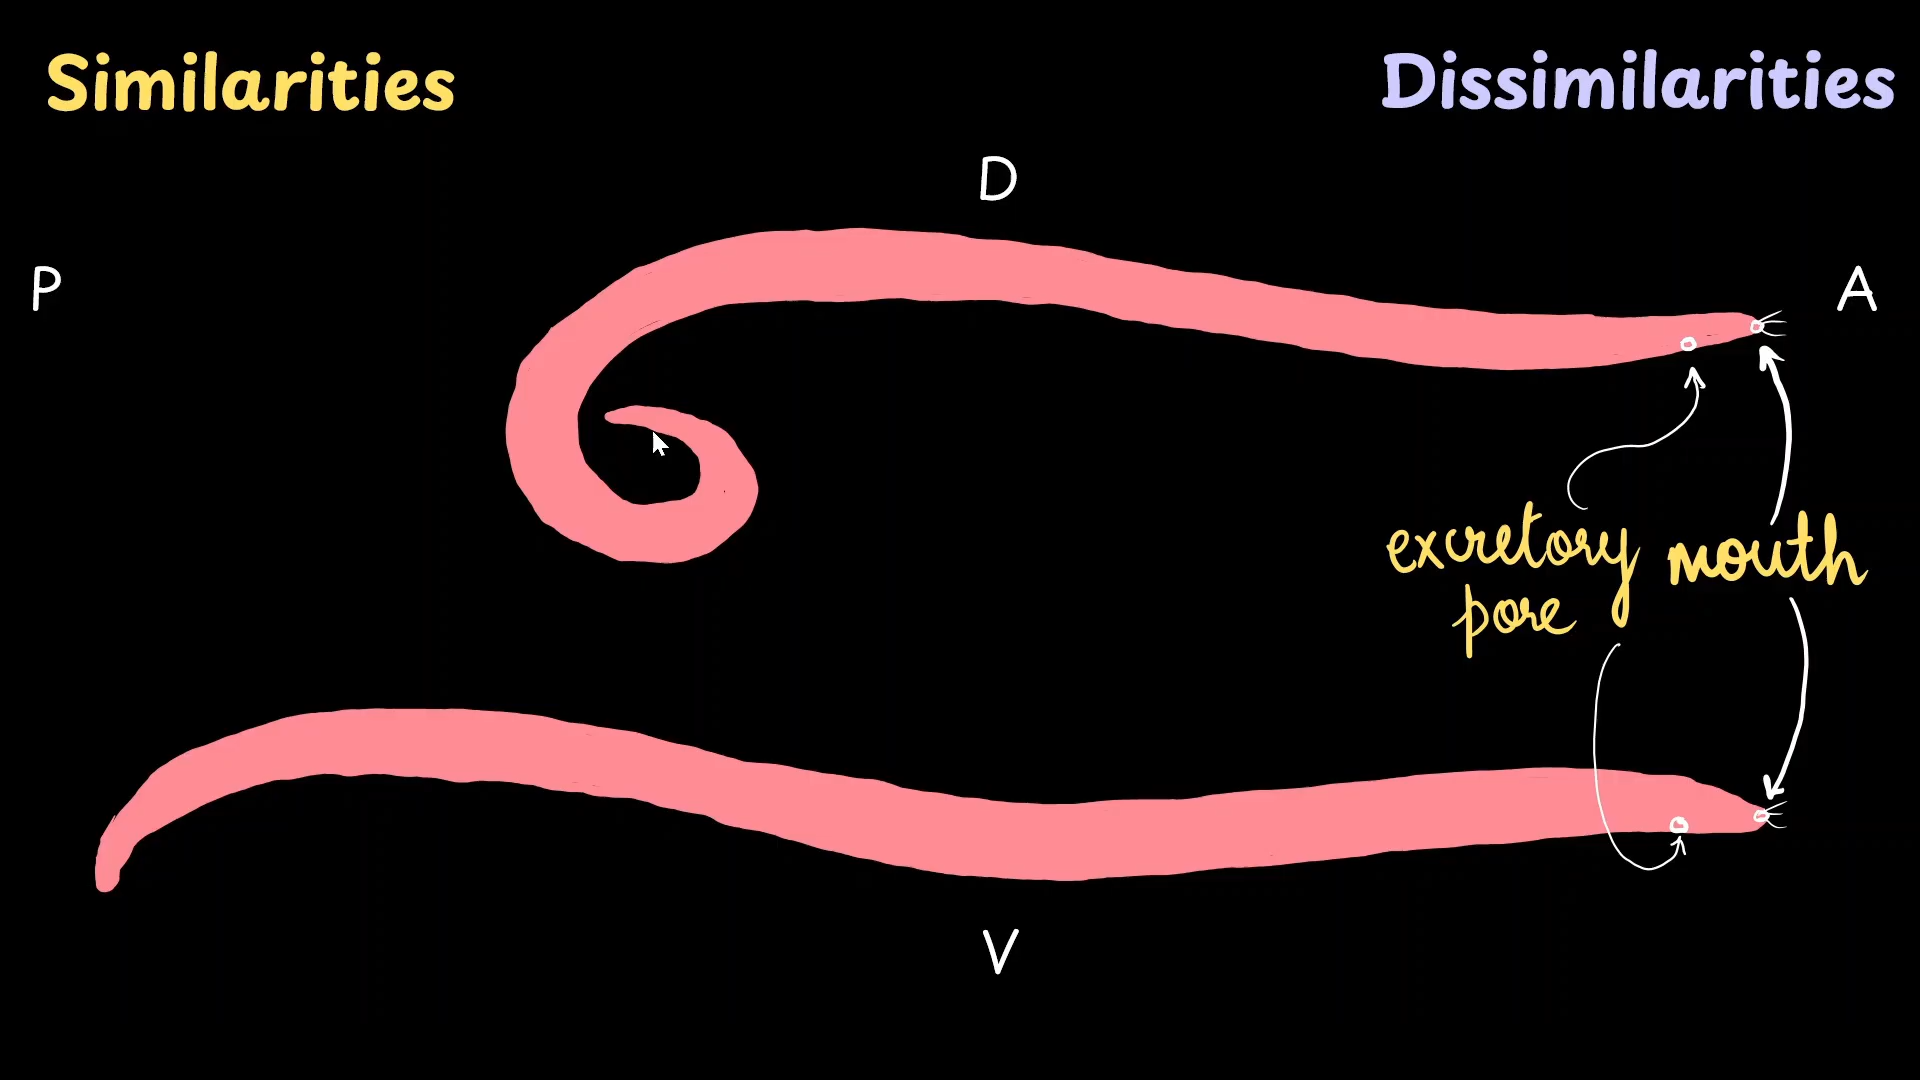 Similarities
Dissimilarities
D
P
A
excretory mouth
pore
V